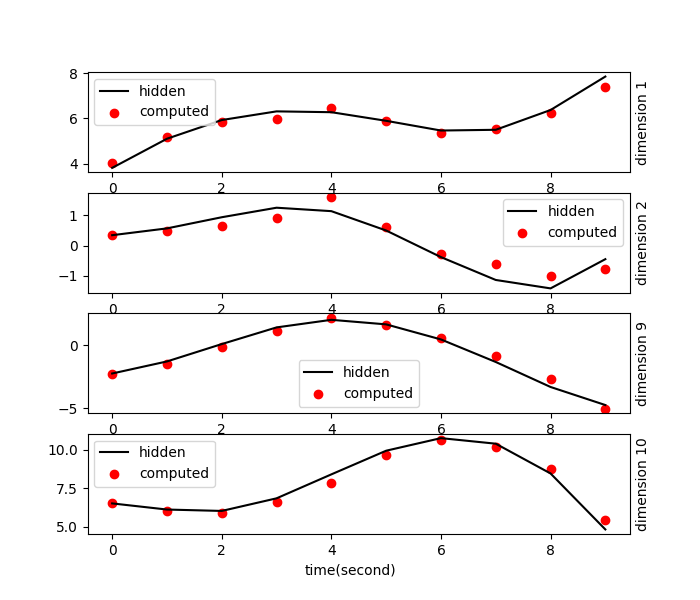 8
6
4
hidden
computed
0 2 4 6 8
dimension 1
1
0
−1
hidden
computed
0 2 4 6 8
dimension 2
0
−5
hidden
computed
0 2 4 6 8
dimension 9
10.0
7.5
5.0
hidden
computed
0 2 4 6 8
dimension 10
time(second)